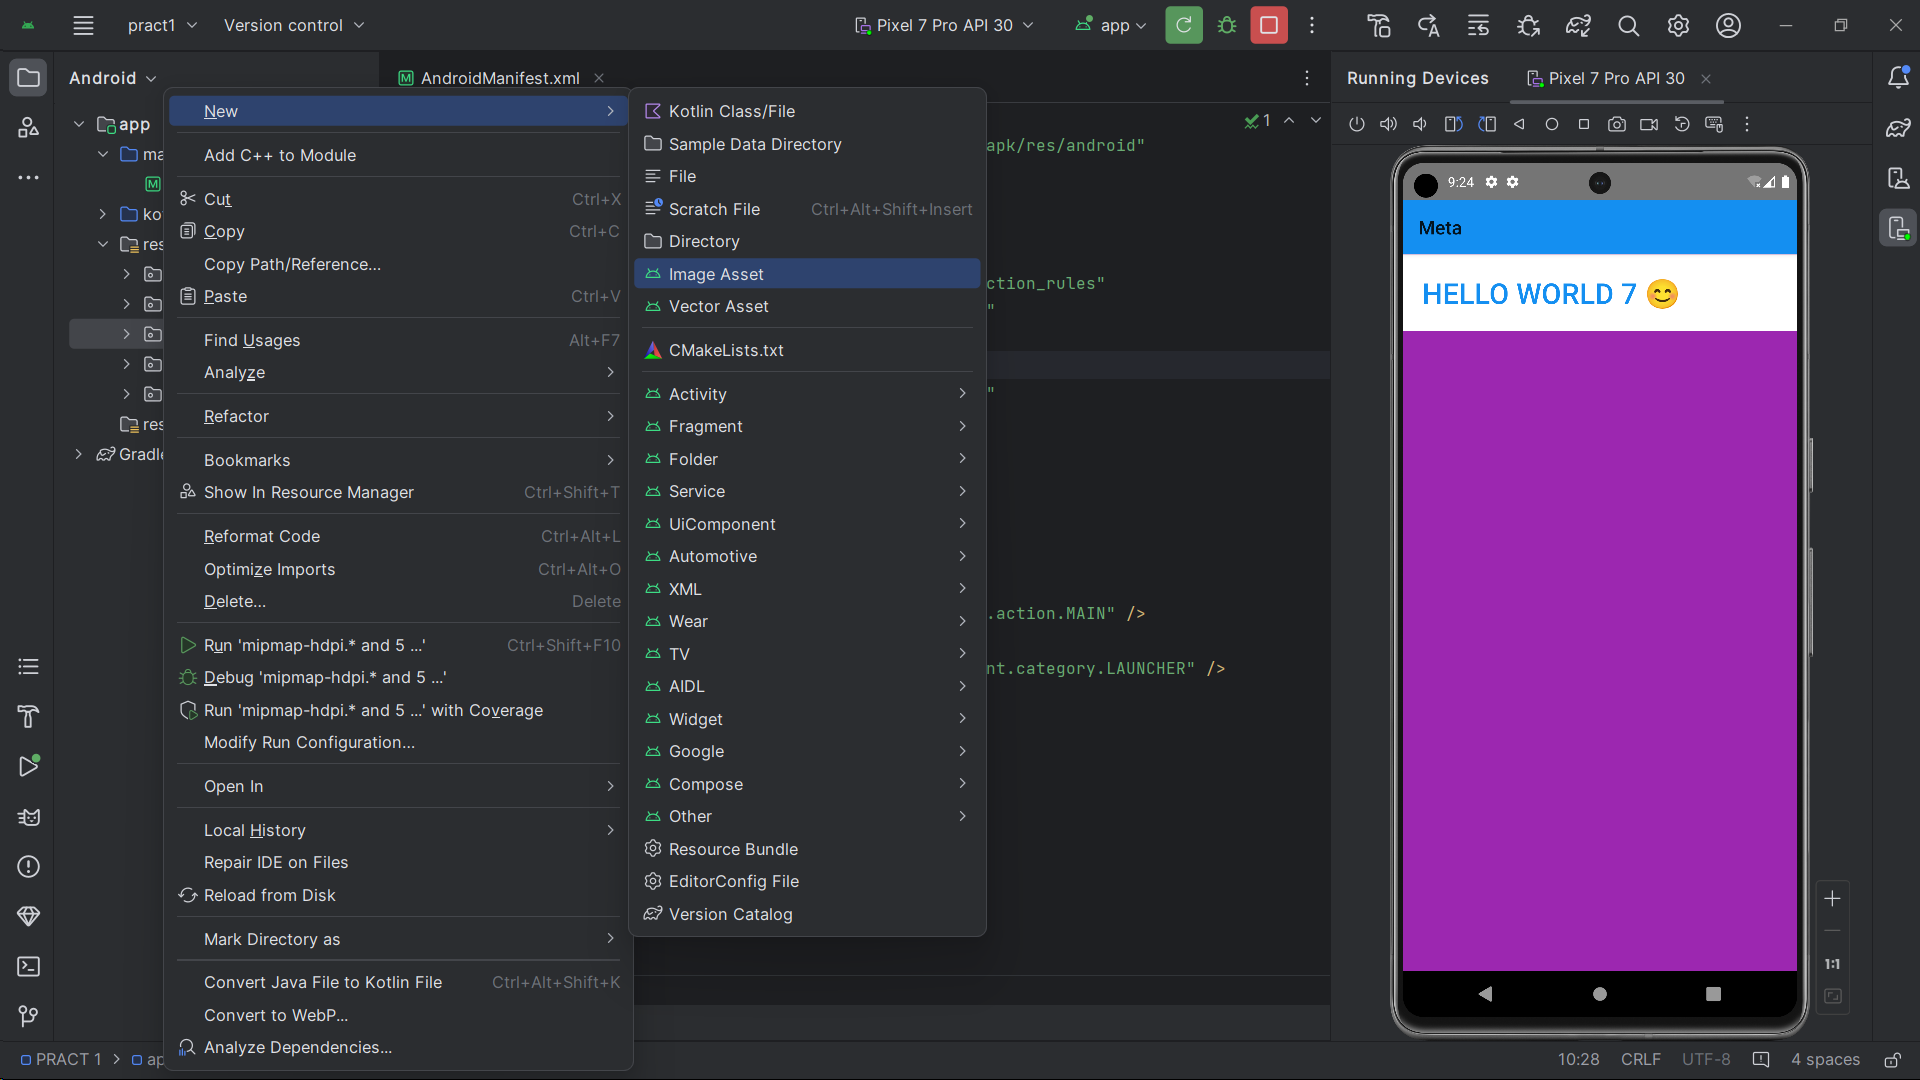 pract1
Version control
Pixel 7 Pro API 30
app
Android
AndroidManifest.xml
Running Devices
Pixel 7 Pro API 30
app
ma
ko
res
res
Gradle
New
Add C++ to Module
Cut Ctrl+X
Copy Ctrl+C
Copy Path/Reference...
Paste Ctrl+V
Find Usages Alt+F7
Analyze
Refactor
Bookmarks
Show In Resource Manager Ctrl+Shift+T
Reformat Code Ctrl+Alt+L
Optimize Imports Ctrl+Alt+O
Delete... Delete
Run 'mipmap-hdpi.* and 5 ...' Ctrl+Shift+F10
Debug 'mipmap-hdpi.* and 5 ...'
Run 'mipmap-hdpi.* and 5 ...' with Coverage
Modify Run Configuration...
Open In
Local History
Repair IDE on Files
Reload from Disk
Mark Directory as
Convert Java File to Kotlin File Ctrl+Alt+Shift+K
Convert to WebP...
Analyze Dependencies...
Kotlin Class/File
Sample Data Directory
File
Scratch File Ctrl+Alt+Shift+Insert
Directory
Image Asset
Vector Asset
CMakeLists.txt
Activity
Fragment
Folder
Service
UiComponent
Automotive
XML
Wear
TV
AIDL
Widget
Google
Compose
Other
Resource Bundle
EditorConfig File
Version Catalog
1
apk/res/android"
ction_rules"
"
"
.action.MAIN" />
nt.category.LAUNCHER" />
9:24
Meta
HELLO WORLD 7 😊
1:1
PRACT 1 > ap
10:28 CRLF UTF-8 4 spaces